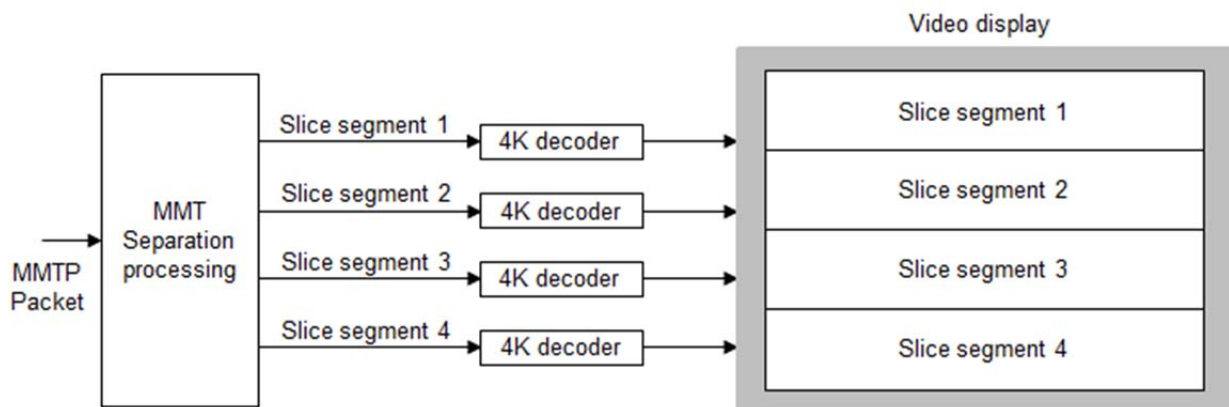 Video display
MMTP
Packet
MMT
Separation
processing
Slice segment 1
4K decoder
Slice segment 1
Slice segment 2
4K decoder
Slice segment 2
Slice segment 3
4K decoder
Slice segment 3
Slice segment 4
4K decoder
Slice segment 4